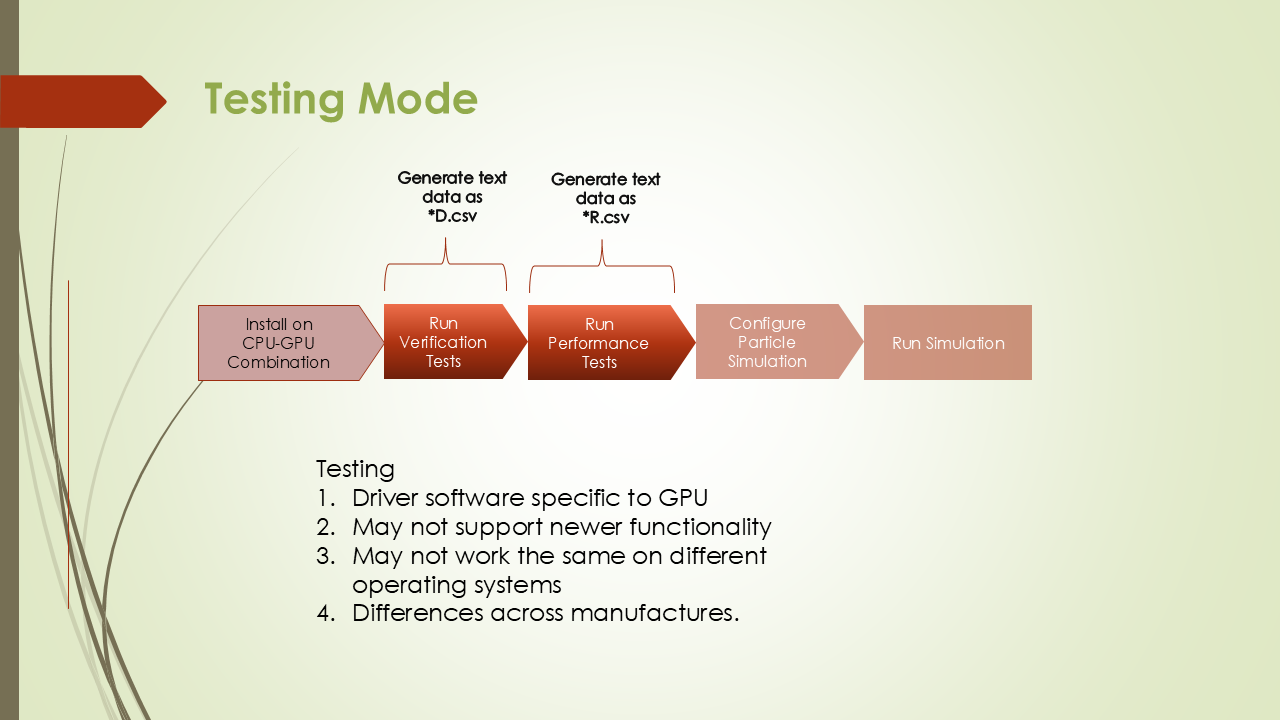 Testing Mode
Generate text
data as
*D.csv
Generate text
data as
*R.csv
Install on
CPU-GPU
Combination
Run
Verification
Tests
Run
Performance
Tests
Configure
Particle
Simulation
Run Simulation
Testing
1. Driver software specific to GPU
2. May not support newer functionality
3. May not work the same on different
operating systems
4. Differences across manufactures.